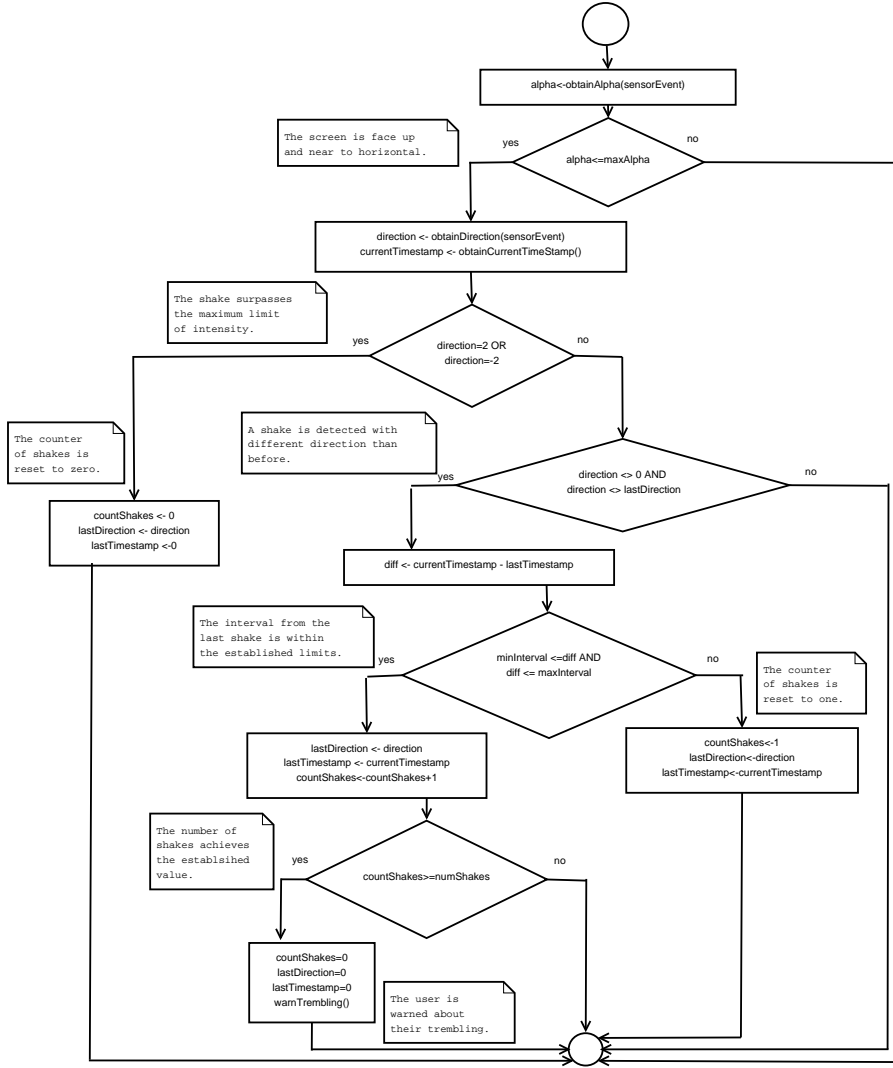 alpha<-obtainAlpha(sensorEvent)
The screen is face up
and near to horizontal.
yes
no
alpha<=maxAlpha
direction <- obtainDirection(sensorEvent)
currentTimestamp <- obtainCurrentTimeStamp()
The shake surpasses
the maximum limit
of intensity.
yes
no
direction=2 OR
direction=-2
The counter
of shakes is
reset to zero.
A shake is detected with
different direction than
before.
yes
no
direction <> 0 AND
direction <> lastDirection
countShakes <- 0
lastDirection <- direction
lastTimestamp <-0
diff <- currentTimestamp - lastTimestamp
The interval from the
last shake is within
the established limits.
yes
no
minInterval <=diff AND
diff <= maxInterval
The counter
of shakes is
reset to one.
lastDirection <- direction
lastTimestamp <- currentTimestamp
countShakes<-countShakes+1
countShakes<-1
lastDirection<-direction
lastTimestamp<-currentTimestamp
The number of
shakes achieves
the establsihed
value.
yes
no
countShakes>=numShakes
countShakes=0
lastDirection=0
lastTimestamp=0
warnTrembling()
The user is
warned about
their trembling.